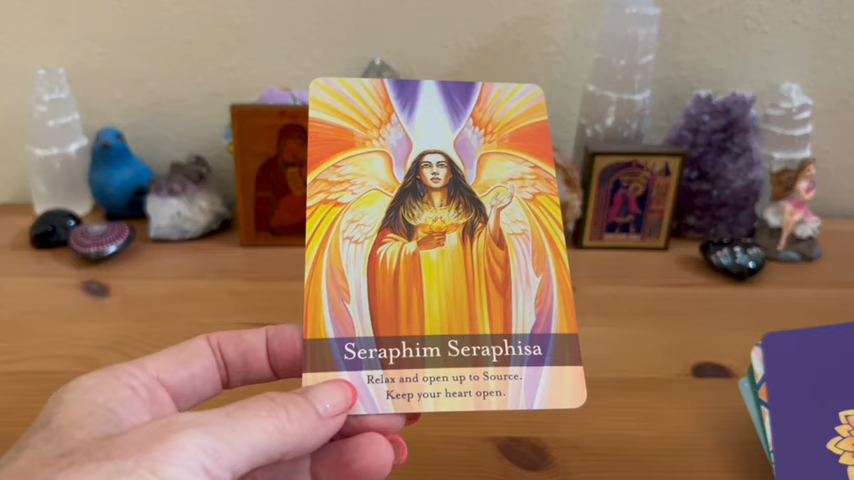 Seraphim Seraphisa
Relax and open up to Source.
Keep your heart open.